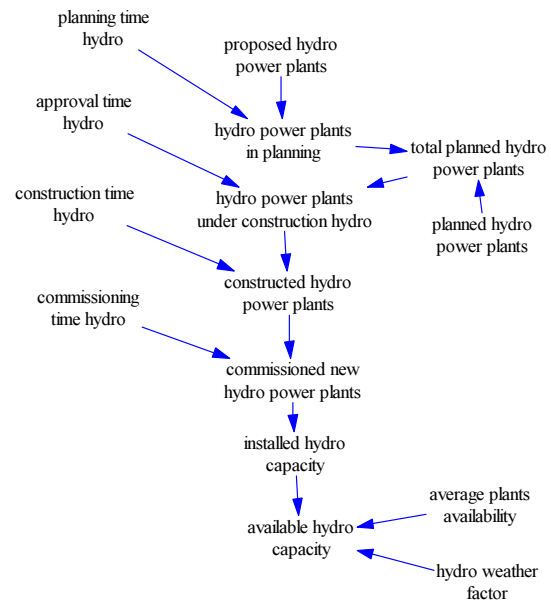 planning time
hydro
proposed hydro
power plants
approval time
hydro
hydro power plants
in planning
total planned hydro
power plants
construction time
hydro
hydro power plants
under construction hydro
planned hydro
power plants
constructed hydro
power plants
commissioning
time hydro
commissioned new
hydro power plants
installed hydro
capacity
average plants
availability
available hydro
capacity
hydro weather
factor